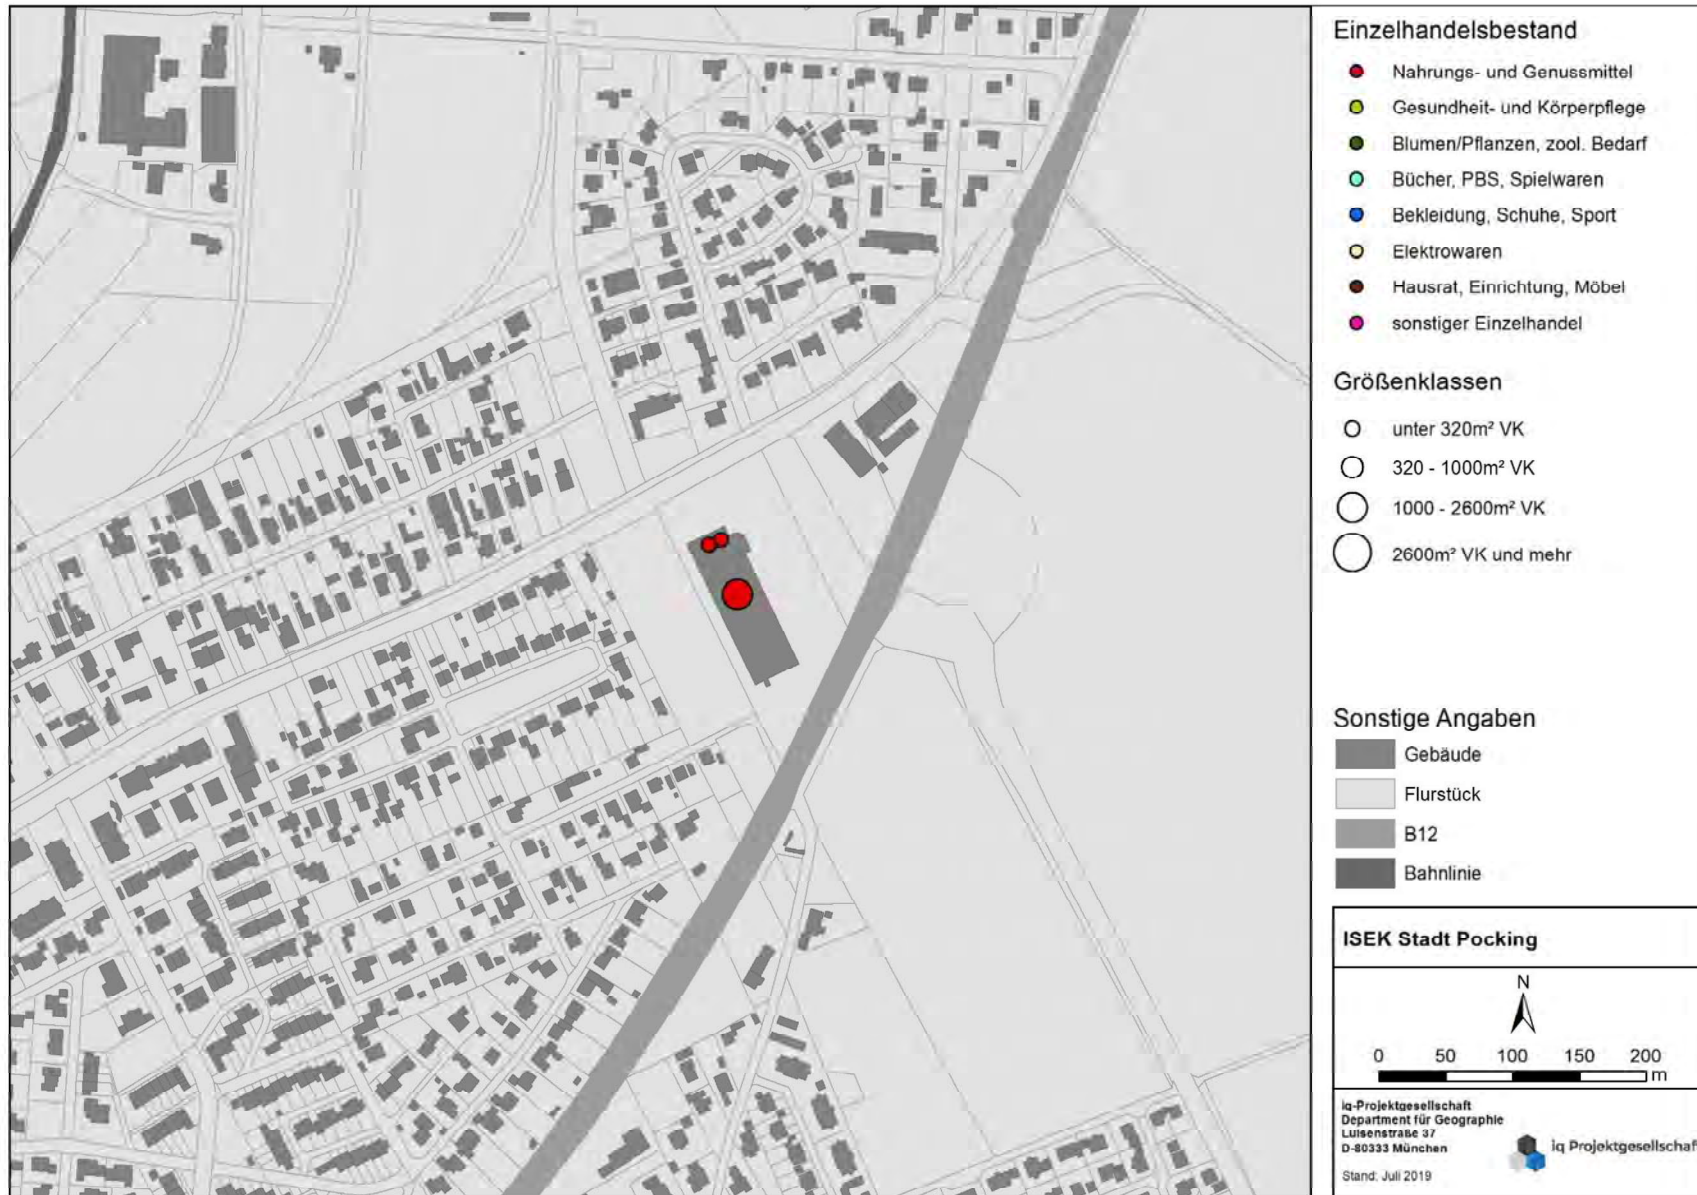 Einzelhandelsbestand
Nahrungs- und Genussmittel
Gesundheit- und Körperpflege
Blumen/Pflanzen, zool. Bedarf
Bücher, PBS, Spielwaren
Bekleidung, Schuhe, Sport
Elektrowaren
Hausrat, Einrichtung, Möbel
sonstiger Einzelhandel
Größenklassen
unter 320m² VK
320 - 1000m² VK
1000 - 2600m² VK
2600m² VK und mehr
Sonstige Angaben
Gebäude
Flurstück
B12
Bahnlinie
ISEK Stadt Pocking
N
0 50 100 150 200
m
iq-Projektgesellschaft
Department für Geographie
Luisenstraße 37
D-80333 München
iq Projektgesellschaft
Stand: Juli 2019